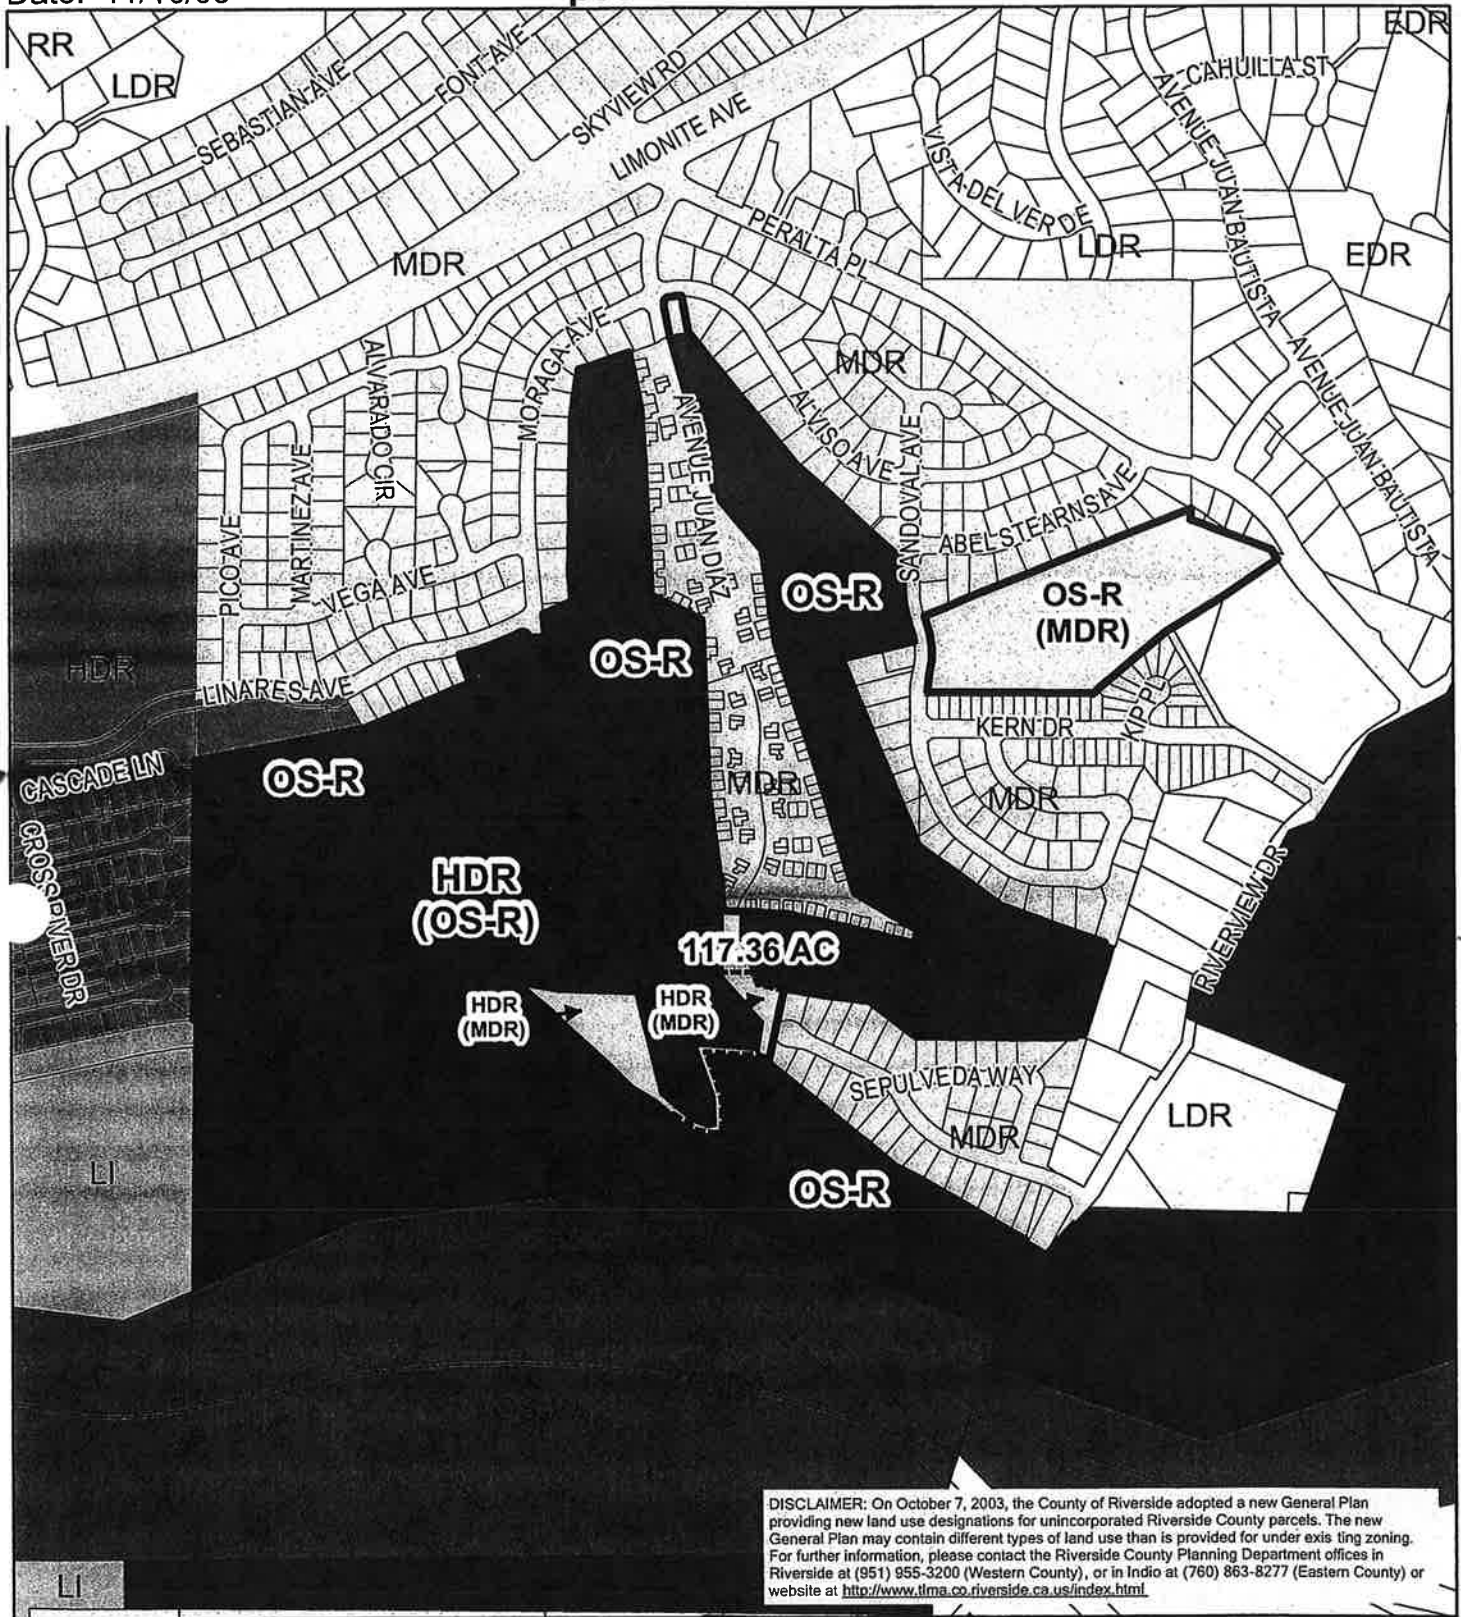 RR
LDR
EDR
SEBASTIAN AVE
FONT AVE
SKYVIEW RD
LIMONITE AVE
CAHUILLA ST
AVENUE JUAN BAUTISTA
VISTA DEL VERDE
LDR
EDR
PERALTA PL
MDR
MDR
MORAGA AVE
ALVARADO CIR
AVENUE JUAN DIAZ
ALVISO AVE
SANDOVAL AVE
AVENUE JUAN BAUTISTA
PICO AVE
MARTINEZ AVE
ABEL STEARNS AVE
VEGA AVE
OS-R
OS-R
(MDR)
OS-R
HDR
LINARES AVE
KIP PL
KERN DR
CASCADE LN
OS-R
MDR
MDR
CROSS RIVER DR
HDR
(OS-R)
RIVERVIEW DR
117.36 AC
HDR
(MDR)
HDR
(MDR)
SEPULVEDA WAY
MDR
LDR
LI
OS-R
DISCLAIMER: On October 7, 2003, the County of Riverside adopted a new General Plan
providing new land use designations for unincorporated Riverside County parcels. The new
General Plan may contain different types of land use than is provided for under exis ting zoning.
For further information, please contact the Riverside County Planning Department offices in
Riverside at (951) 955-3200 (Western County), or in Indio at (760) 863-8277 (Eastern County) or
website at http://www.tlma.co.riverside.ca.us/index.html
LI